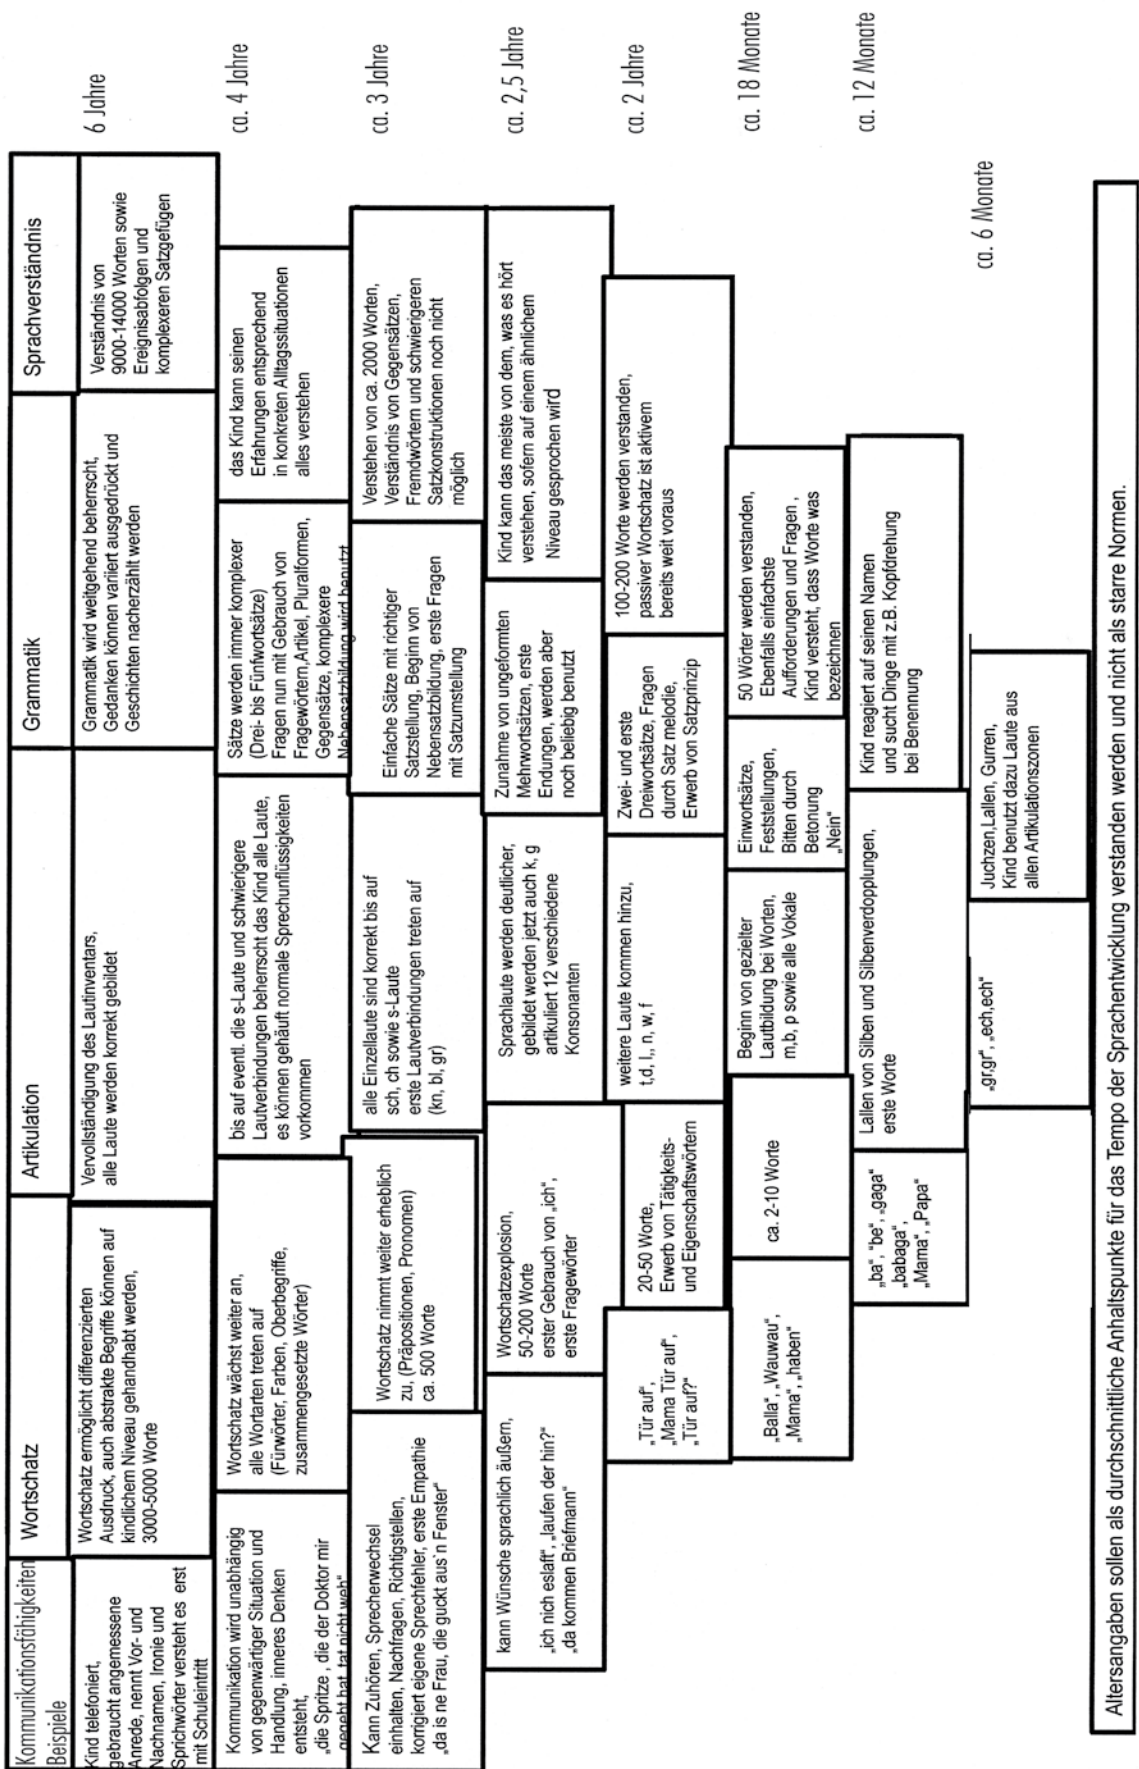 Kommunikationsfähigkeiten
Beispiele
Wortschatz
Artikulation
Grammatik
Sprachverständnis
Kind telefoniert,
gebraucht angemessene
Anrede, nennt Vor- und
Nachnamen, Ironie und
Sprichwörter versteht es erst
mit Schuleintritt
Wortschatz ermöglicht differenzierten
Ausdruck, auch abstrakte Begriffe können auf
kindlichem Niveau gehandhabt werden,
3000-5000 Worte
Vervollständigung des Lautinventars,
alle Laute werden korrekt gebildet
Grammatik wird weitgehend beherrscht,
Gedanken können variiert ausgedrückt und
Geschichten nacherzählt werden
Verständnis von
9000-14000 Worten sowie
Ereignisabfolgen und
komplexeren Satzgefügen
6 Jahre
Kommunikation wird unabhängig
von gegenwärtiger Situation und
Handlung, inneres Denken
entsteht,
„die Spritze , die der Doktor mir
gegebt hat, tat nicht weh"
Wortschatz wächst weiter an,
alle Wortarten treten auf
(Fürwörter, Farben, Oberbegriffe,
zusammengesetzte Wörter)
bis auf eventl. die s-Laute und schwierigere
Lautverbindungen beherrscht das Kind alle Laute,
es können gehäuft normale Sprechunflüssigkeiten
vorkommen
Sätze werden immer komplexer
(Drei- bis Fünfwortsätze)
Fragen nun mit Gebrauch von
Fragewörtern,Artikel, Pluralformen,
Gegensätze, komplexere
Nebensatzbildung wird benutzt
das Kind kann seinen
Erfahrungen entsprechend
in konkreten Alltagssituationen
alles verstehen
ca. 4 Jahre
Kann Zuhören, Sprecherwechsel
einhalten, Nachfragen, Richtigstellen,
korrigiert eigene Sprechfehler, erste Empathie
„da is ne Frau, die guckt aus'n Fenster"
Wortschatz nimmt weiter erheblich
zu, (Präpositionen, Pronomen)
ca. 500 Worte
alle Einzellaute sind korrekt bis auf
sch, ch sowie s-Laute
erste Lautverbindungen treten auf
(kn, bl, gr)
Einfache Sätze mit richtiger
Satzstellung, Beginn von
Nebensatzbildung, erste Fragen
mit Satzumstellung
Verstehen von ca. 2000 Worten,
Verständnis von Gegensätzen,
Fremdwörtern und schwierigeren
Satzkonstruktionen noch nicht
möglich
ca. 3 Jahre
kann Wünsche sprachlich äußern,
„ich nich eslaft", „laufen der hin?"
„da kommen Briefmann"
Wortschatzexplosion,
50-200 Worte
erster Gebrauch von „ich",
erste Fragewörter
Sprachlaute werden deutlicher,
gebildet werden jetzt auch k, g
artikuliert 12 verschiedene
Konsonanten
Zunahme von ungeformten
Mehrwortsätzen, erste
Endungen, werden aber
noch beliebig benutzt
Kind kann das meiste von dem, was es hört
verstehen, sofern auf einem ähnlichem
Niveau gesprochen wird
ca. 2,5 Jahre
„Tür auf",
„Mama Tür auf",
„Tür auf?"
20-50 Worte,
Erwerb von Tätigkeits-
und Eigenschaftswörtern
weitere Laute kommen hinzu,
t,d, l,, n, w, f
Zwei- und erste
Dreiwortsätze, Fragen
durch Satz melodie,
Erwerb von Satzprinzip
100-200 Worte werden verstanden,
passiver Wortschatz ist aktivem
bereits weit voraus
ca. 2 Jahre
„Balla", „Wauwau",
„Mama", „haben"
ca. 2-10 Worte
Beginn von gezielter
Lautbildung bei Worten,
m,b, p sowie alle Vokale
Einwortsätze,
Feststellungen,
Bitten durch
Betonung
„Nein"
50 Wörter werden verstanden,
Ebenfalls einfachste
Aufforderungen und Fragen ,
Kind versteht, dass Worte was
bezeichnen
ca. 18 Monate
„ba", "be", „gaga"
„babaga",
„Mama", „Papa"
Lallen von Silben und Silbenverdopplungen,
erste Worte
Kind reagiert auf seinen Namen
und sucht Dinge mit z.B. Kopfdrehung
bei Benennung
ca. 12 Monate
„gr,gr", „ech,ech"
Juchzen,Lallen, Gurren,
Kind benutzt dazu Laute aus
allen Artikulationszonen
ca. 6 Monate
Altersangaben sollen als durchschnittliche Anhaltspunkte für das Tempo der Sprachentwicklung verstanden werden und nicht als starre Normen.